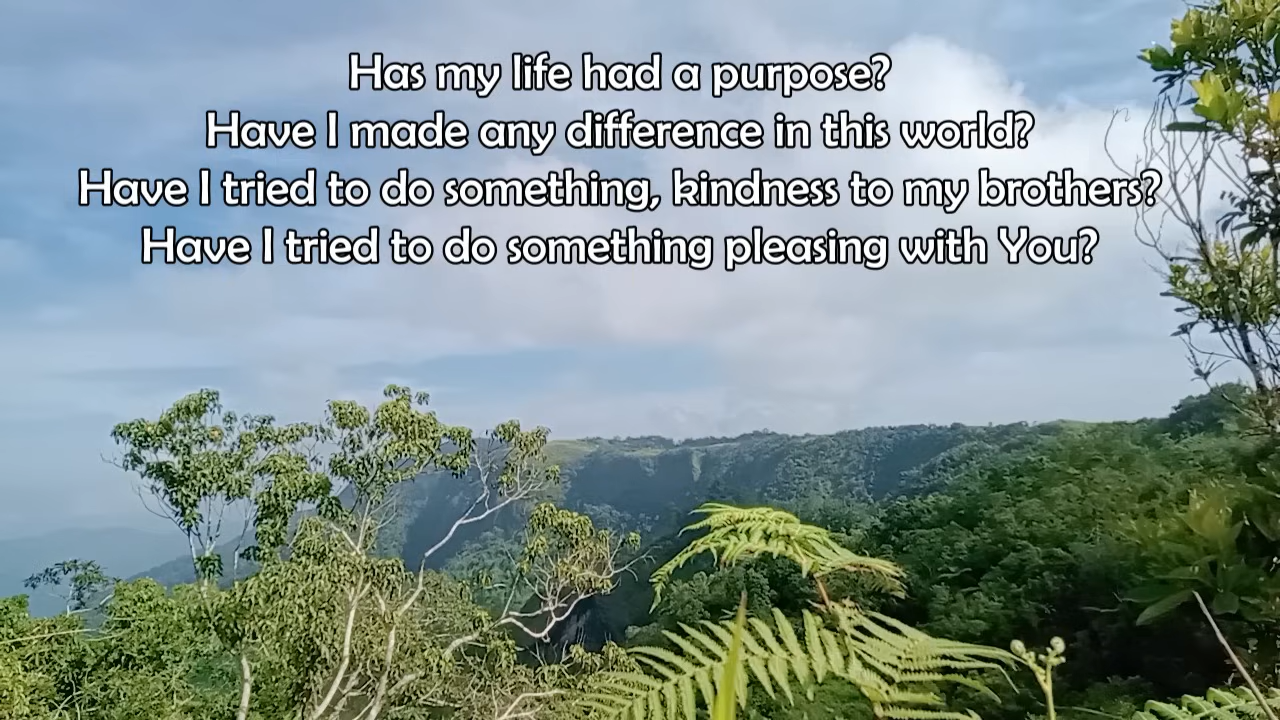 Has my life had a purpose?
Have I made any difference in this world?
Have I tried to do something, kindness to my brothers?
Have I tried to do something pleasing with You?